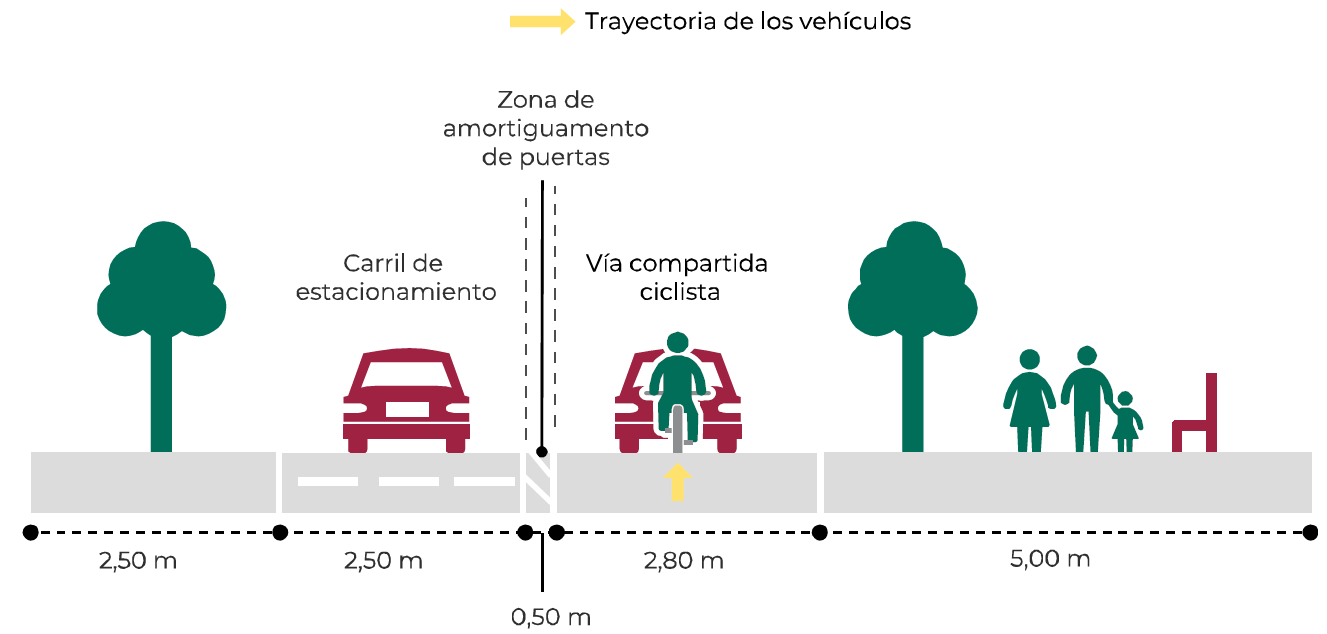 Trayectoria de los vehículos
Zona de
amortiguamento
de puertas
Carril de
estacionamiento
Vía compartida
ciclista
2,50 m
2,50 m
2,80 m
5,00 m
0,50 m